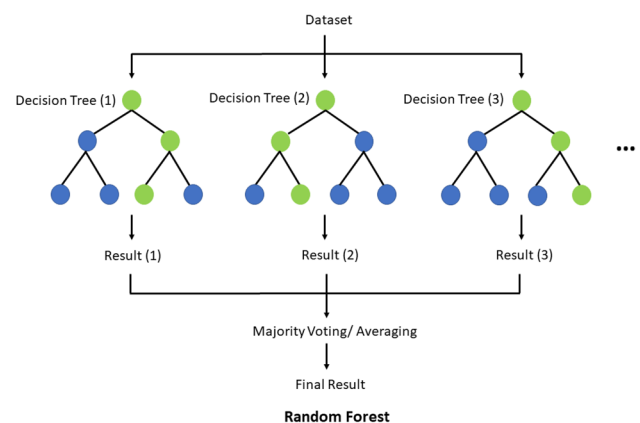 Dataset
Decision Tree (1)
Decision Tree (2)
Decision Tree (3)
...
Result (1)
Result (2)
Result (3)
Majority Voting/ Averaging
Final Result
Random Forest